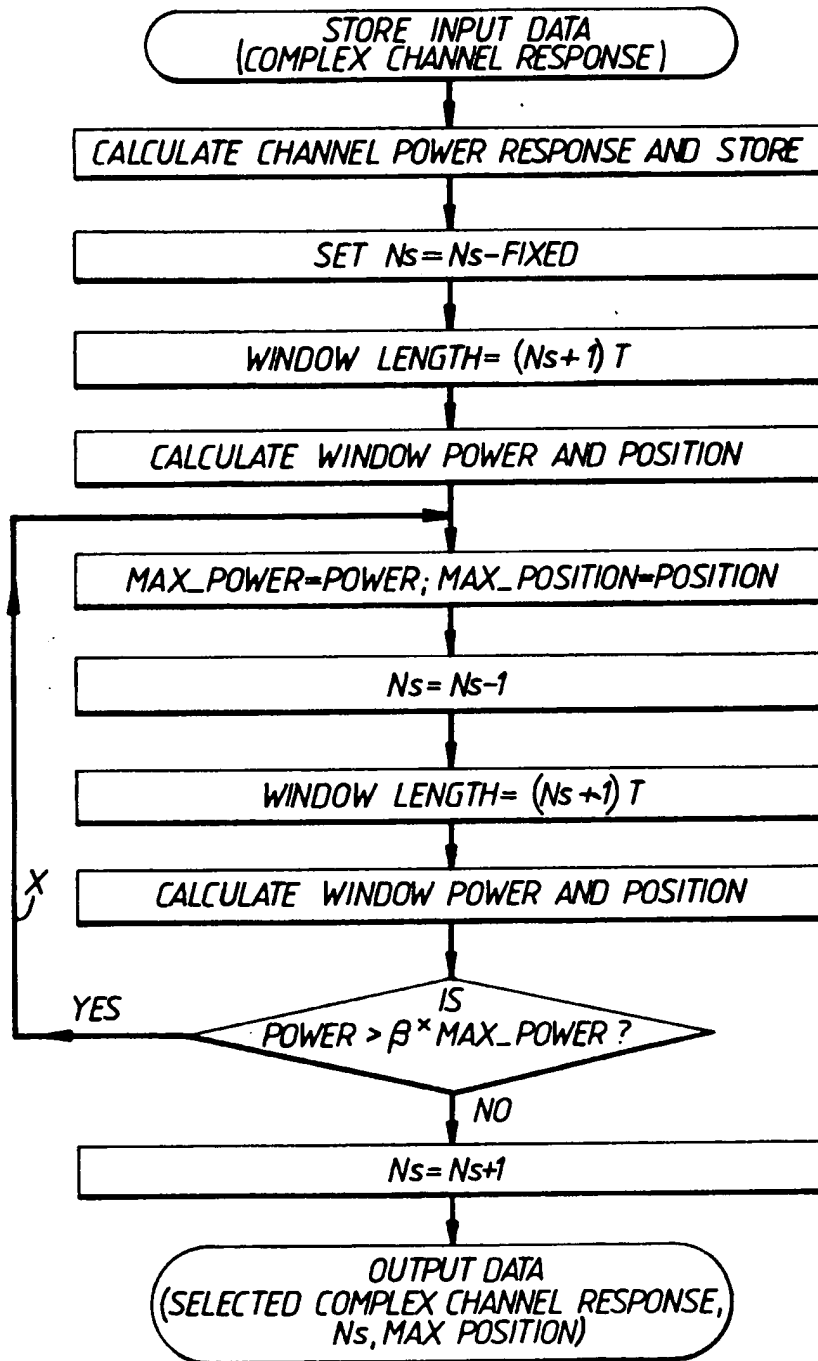 STORE INPUT DATA
(COMPLEX CHANNEL RESPONSE)
CALCULATE CHANNEL POWER RESPONSE AND STORE
SET Ns=Ns-FIXED
WINDOW LENGTH= (Ns+1) T
CALCULATE WINDOW POWER AND POSITION
MAX_POWER=POWER; MAX_POSITION=POSITION
Ns=Ns-1
WINDOW LENGTH= (Ns+1) T
X
CALCULATE WINDOW POWER AND POSITION
YES
IS
POWER > β × MAX_POWER ?
NO
Ns=Ns+1
OUTPUT DATA
(SELECTED COMPLEX CHANNEL RESPONSE,
Ns, MAX POSITION)